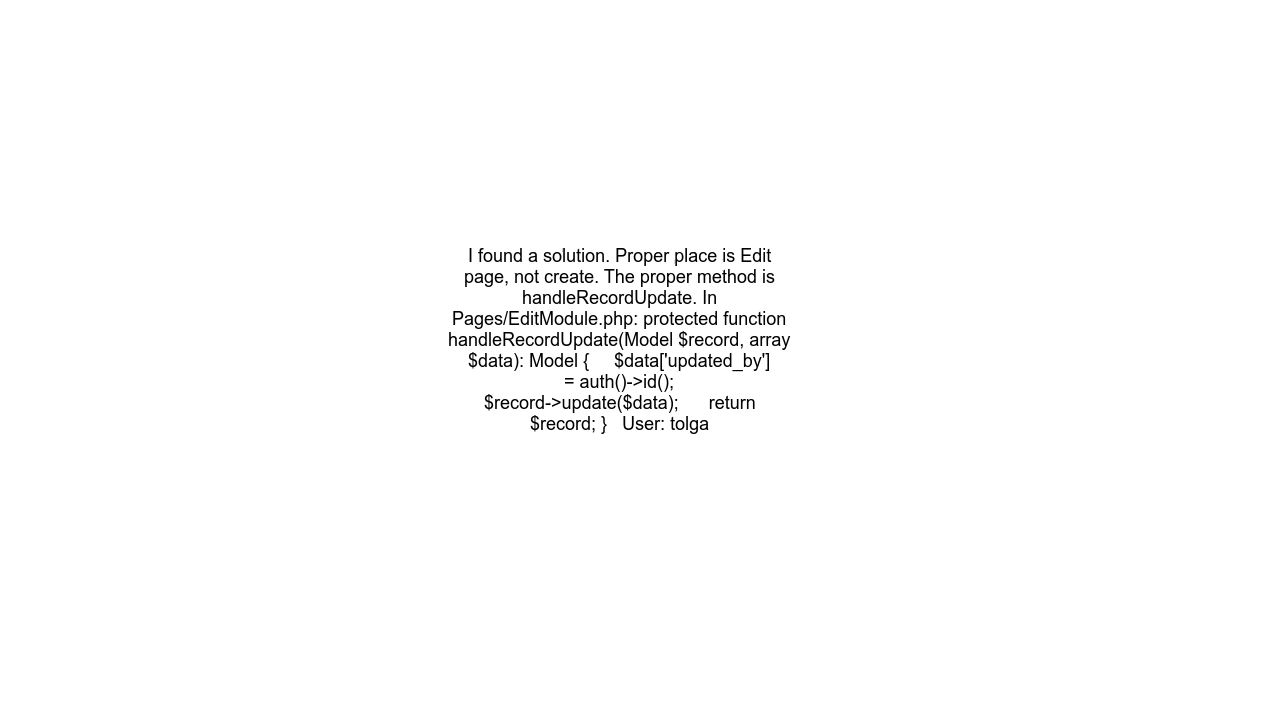 I found a solution. Proper place is Edit
page, not create. The proper method is
handleRecordUpdate. In
Pages/EditModule.php: protected function
handleRecordUpdate(Model $record, array
$data): Model {     $data['updated_by']
= auth()->id();
$record->update($data);      return
$record; }   User: tolga